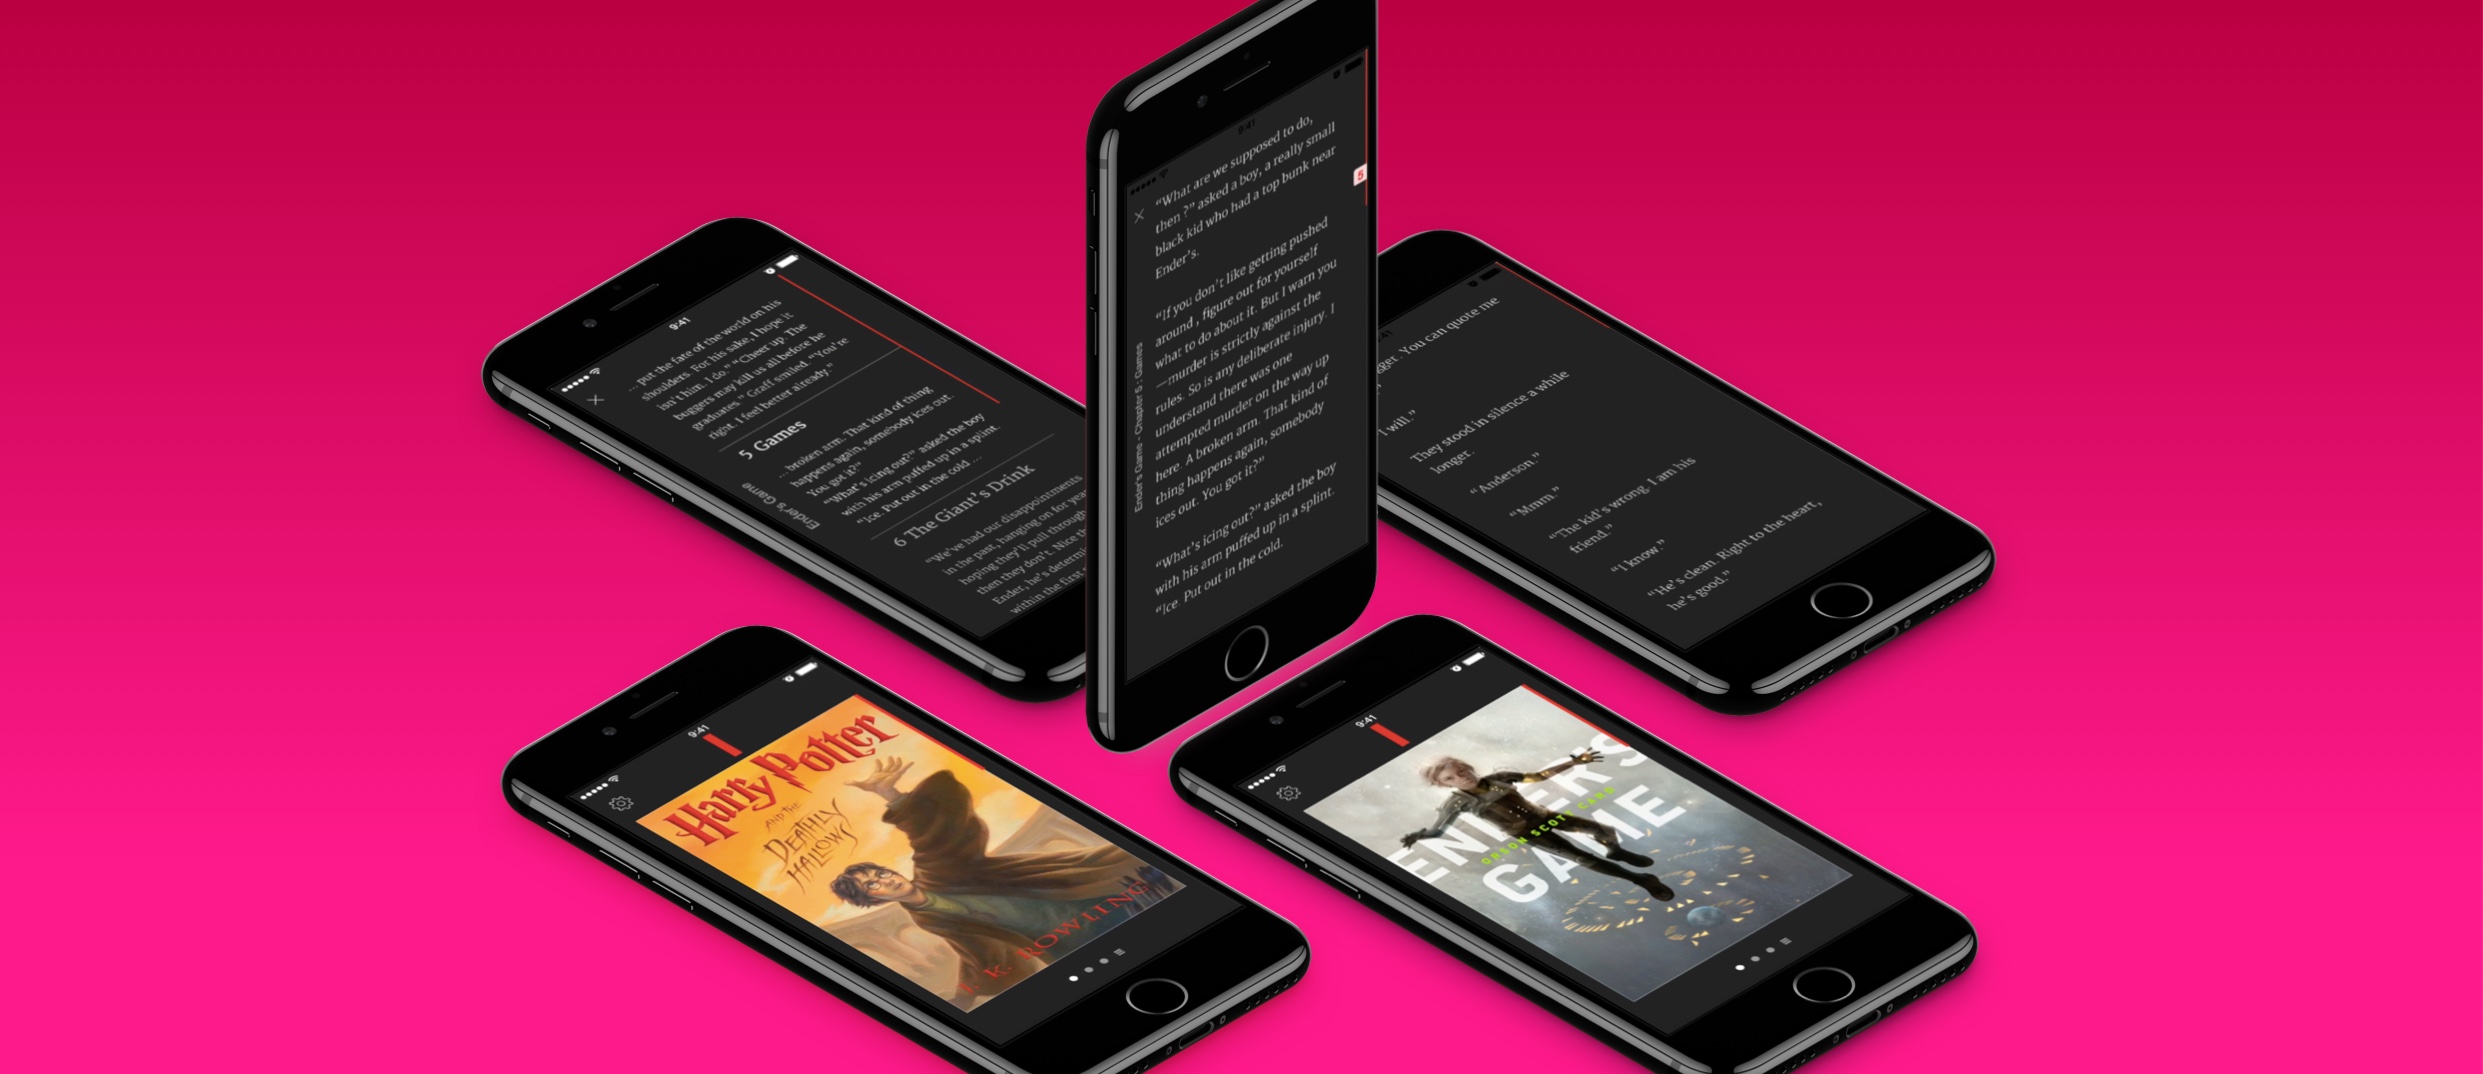 9:41
... put the fate of the world on his
shoulders. For his sake, I hope it
isn't him. I do." "Cheer up. The
buggers may kill us all before he
graduates." Graff smiled. "You're
right. I feel better already."
5 Games
... broken arm. That kind of thing
happens again, somebody ices out.
You got it?"
"What's icing out?" asked the boy
with his arm puffed up in a splint.
"Ice. Put out in the cold ...
6 The Giant's Drink
"We've had our disappointments
in the past, hanging on for
hoping they'll pull through
then they don't. Nice
Ender, he's
within the first
Ender's
Game
9:41
"What are we supposed to do,
then ?" asked a boy, a really small
black kid who had a top bunk near
Ender's.
"If you don't like getting pushed
around , figure out for yourself
what to do about it. But I warn you
—murder is strictly against the
rules. So is any deliberate injury. I
understand there was one
attempted murder on the way up
here. A broken arm. That kind of
thing happens again, somebody
ices out. You got it?"
"What's icing out?" asked the boy
with his arm puffed up in a splint.
"Ice. Put out in the cold.
Ender's Game - Chapter 5 : Games
5
You can quote me
I will."
They stood in silence a while
longer.
"Anderson."
"Mmm."
"The kid's wrong. I am his
friend."
"I know."
"He's clean. Right to the heart,
he's good."
9:41
Harry Potter
AND THE
DEATHLY
HALLOWS
J. K. ROWLING
9:41
ENDER'S
ORSON SCOTT CARD
GAME